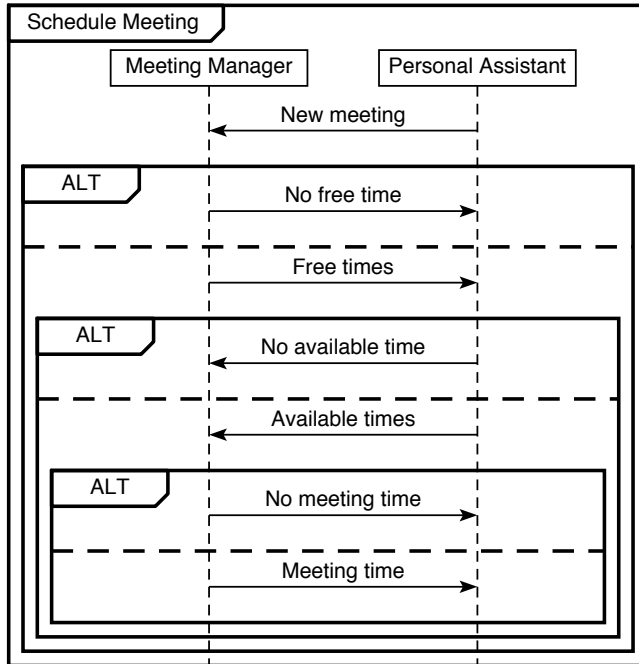 Schedule Meeting
Meeting Manager
Personal Assistant
New meeting
ALT
No free time
Free times
ALT
No available time
Available times
ALT
No meeting time
Meeting time